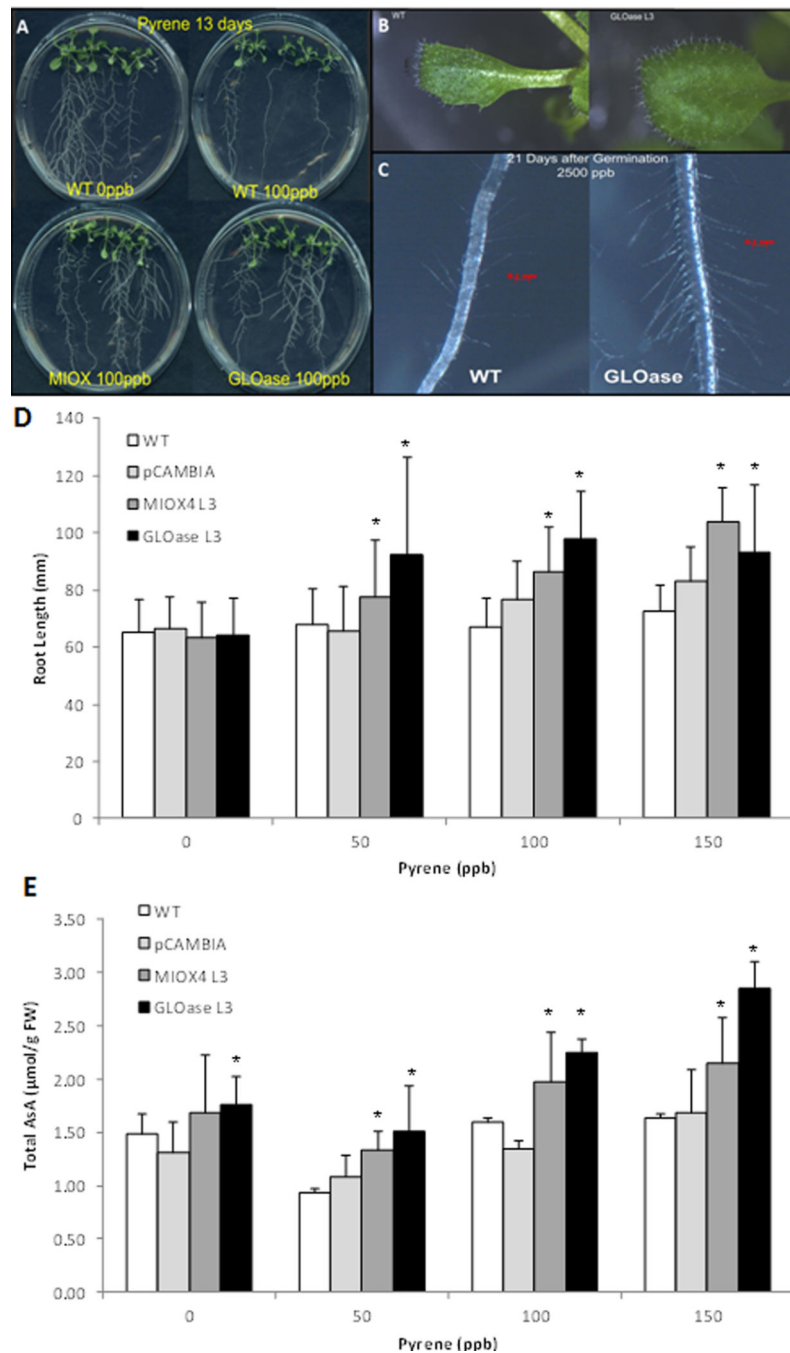 A
Pyrene 13 days
WT 0ppb
WT 100ppb
MIOX 100ppb
GLOase 100ppb
B
WT
GLOase L3
C
21 Days after Germination
2500 ppb
WT
GLOase
D
140
120
100
80
60
40
20
0
Root Length (mm)
WT
pCAMBIA
MIOX4 L3
GLOase L3
*
*
*
*
*
*
0
50
100
150
Pyrene (ppb)
E
3.50
3.00
2.50
2.00
1.50
1.00
0.50
0.00
Total AsA (μmol/g FW)
WT
pCAMBIA
MIOX4 L3
GLOase L3
*
*
*
*
*
*
*
0
50
100
150
Pyrene (ppb)